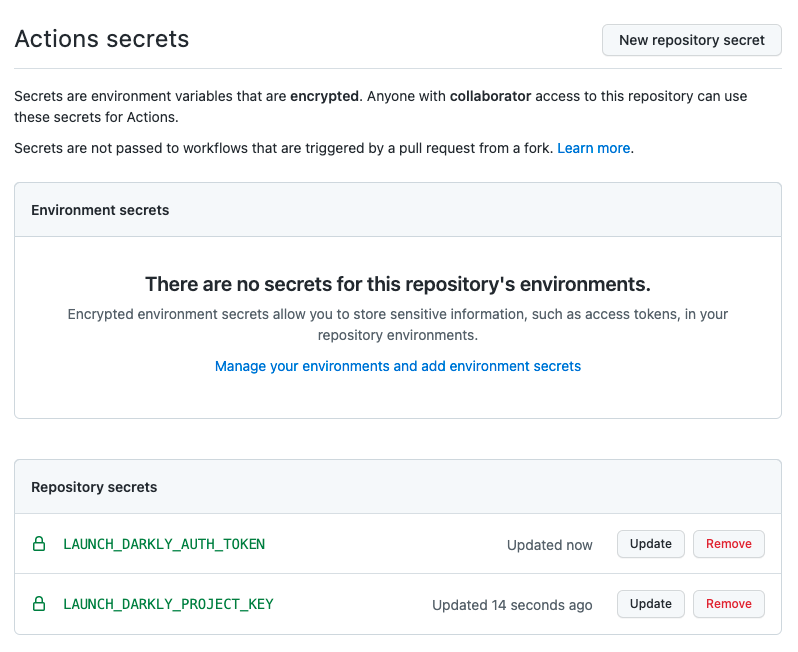 Actions secrets
New repository secret
Secrets are environment variables that are encrypted. Anyone with collaborator access to this repository can use
these secrets for Actions.
Secrets are not passed to workflows that are triggered by a pull request from a fork. Learn more.
Environment secrets
There are no secrets for this repository's environments.
Encrypted environment secrets allow you to store sensitive information, such as access tokens, in your
repository environments.
Manage your environments and add environment secrets
Repository secrets
LAUNCH_DARKLY_AUTH_TOKEN Updated now Update Remove
LAUNCH_DARKLY_PROJECT_KEY Updated 14 seconds ago Update Remove